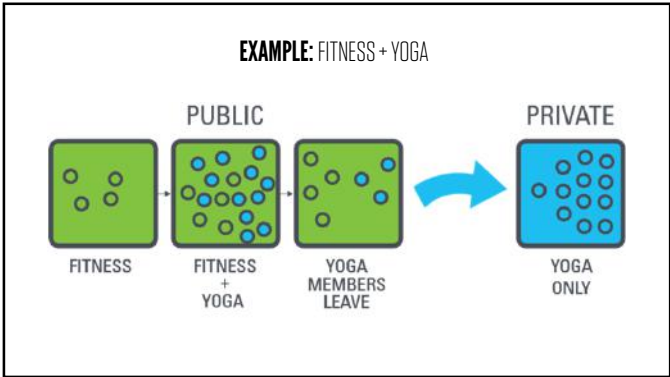 EXAMPLE: FITNESS + YOGA
PUBLIC
PRIVATE
FITNESS
FITNESS
+
YOGA
YOGA
MEMBERS
LEAVE
YOGA
ONLY